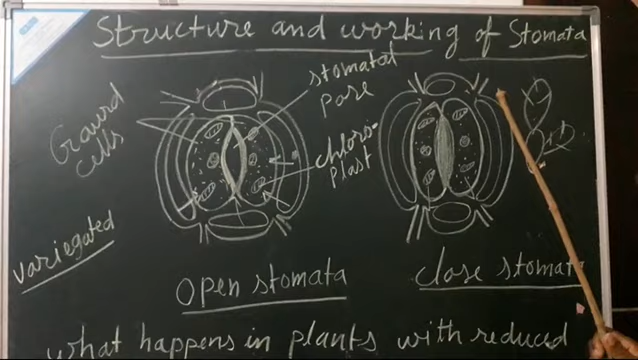 Structure and working of Stomata
stomatal
pore
Gaurd
cells
chloro-
plast
variegated
Open stomata
close stomata
what happens in plants with reduced